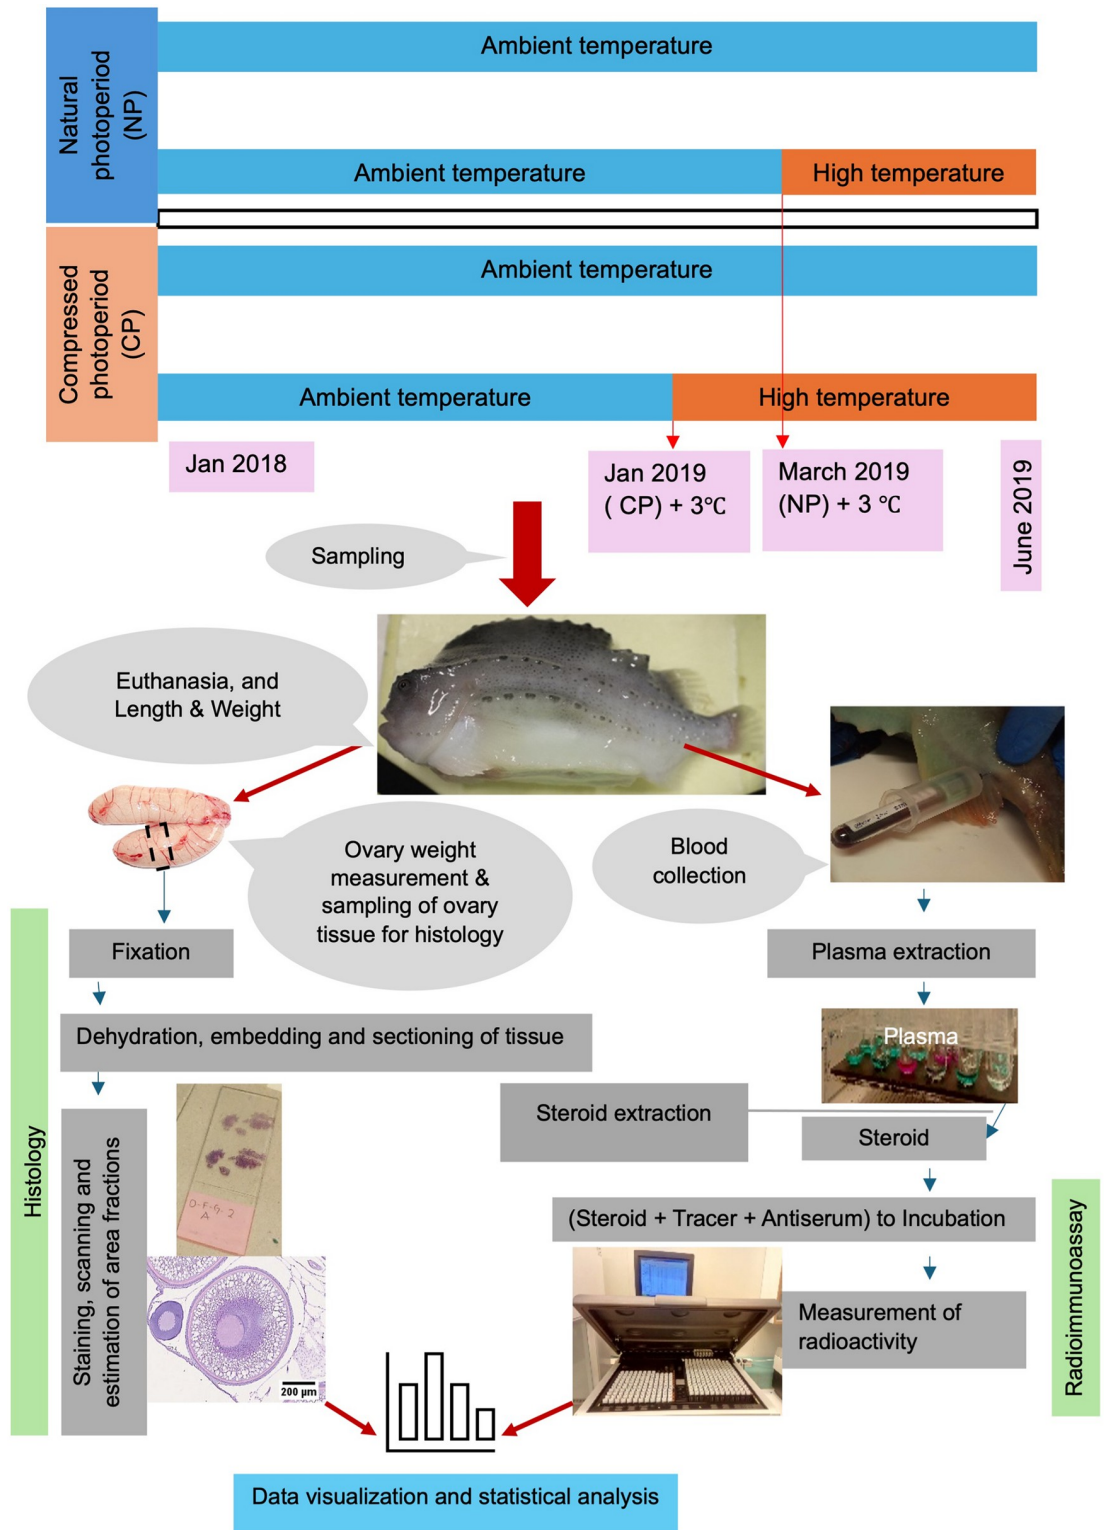 Natural
photoperiod
(NP)
Ambient temperature
Ambient temperature
High temperature
Compressed
photoperiod
(CP)
Ambient temperature
Ambient temperature
High temperature
Jan 2018
Jan 2019
( CP) + 3℃
March 2019
(NP) + 3 ℃
June 2019
Sampling
Euthanasia, and
Length & Weight
Ovary weight
measurement &
sampling of ovary
tissue for histology
Blood
collection
Histology
Fixation
Dehydration, embedding and sectioning of tissue
Staining, scanning and
estimation of area fractions
O-F-G-2
A
200 μm
Plasma extraction
Plasma
Steroid extraction
Steroid
(Steroid + Tracer + Antiserum) to Incubation
Measurement of
radioactivity
Radioimmunoassay
Data visualization and statistical analysis